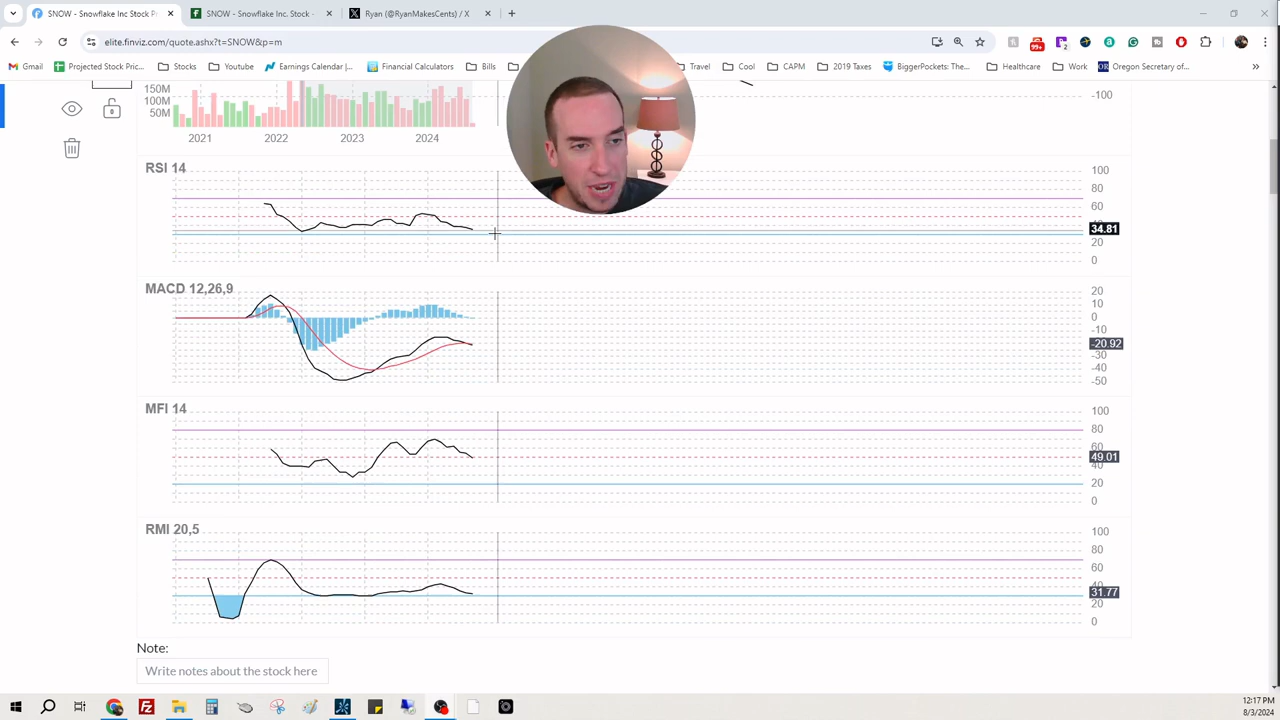 SNOW - Snowflake Inc Stock P
SNOW - Snowflake Inc. Stock -
Ryan (@RyanMakesCents) / X
elite.finviz.com/quote.ashx?t=SNOW&p=m
99+
2
Gmail
Projected Stock Pric...
Stocks
Youtube
Earnings Calendar |...
Financial Calculators
Bills
Travel
Cool
CAPM
2019 Taxes
BiggerPockets: The...
Healthcare
Work
OR
Oregon Secretary of...
»
150M
100M
50M
-100
2021
2022
2023
2024
RSI 14
100
80
60
34.81
20
0
MACD 12,26,9
20
10
0
-10
-20.92
-30
-40
-50
MFI 14
100
80
60
49.01
40
20
0
RMI 20,5
100
80
60
40
31.77
20
0
Note:
Write notes about the stock here
12:17 PM
8/3/2024